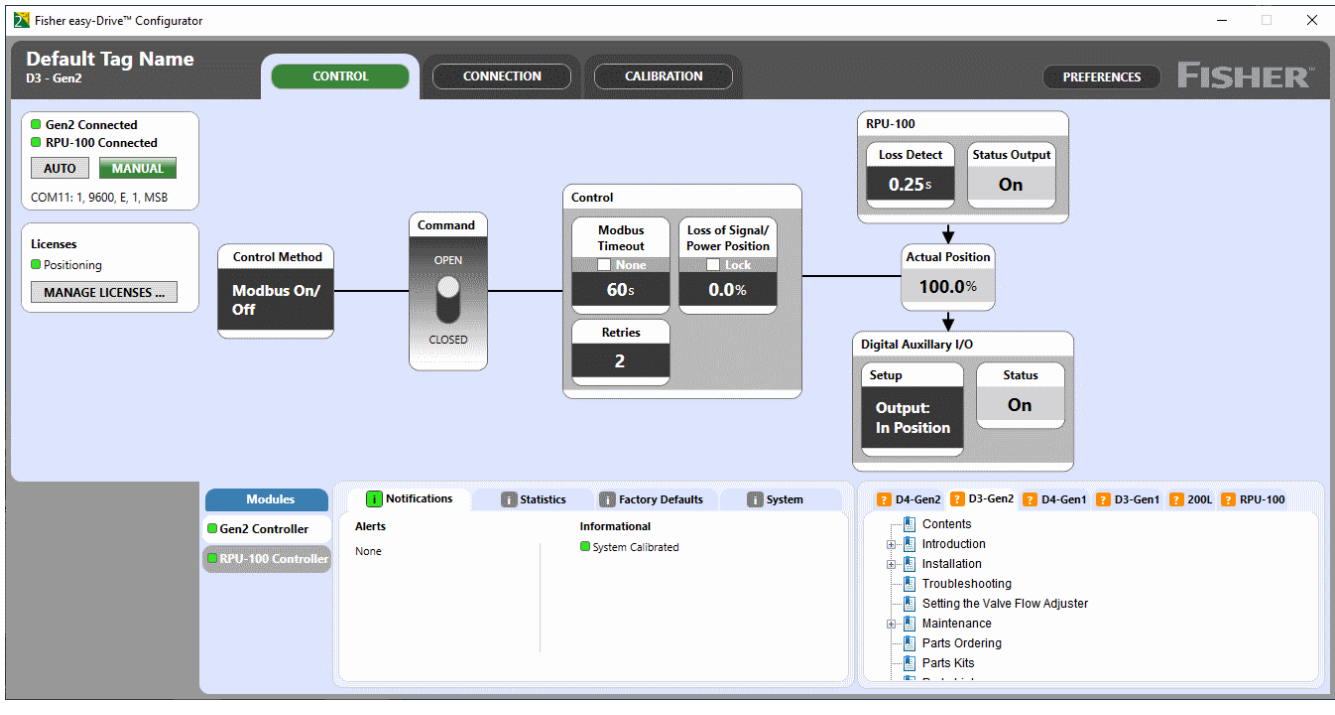 Fisher easy-Drive™ Configurator
Default Tag Name
D3 - Gen2
CONTROL
CONNECTION
CALIBRATION
PREFERENCES
FISHER™
Gen2 Connected
RPU-100 Connected
AUTO
MANUAL
COM11: 1, 9600, E, 1, MSB
Licenses
Positioning
MANAGE LICENSES ...
Control Method
Modbus On/
Off
Command
OPEN
CLOSED
Control
Modbus
Timeout
None
60s
Loss of Signal/
Power Position
Lock
0.0%
Retries
2
RPU-100
Loss Detect
0.25s
Status Output
On
Actual Position
100.0%
Digital Auxillary I/O
Setup
Output:
In Position
Status
On
Modules
Gen2 Controller
RPU-100 Controller
Notifications
Statistics
Factory Defaults
System
Alerts
None
Informational
System Calibrated
D4-Gen2
D3-Gen2
D4-Gen1
D3-Gen1
200L
RPU-100
Contents
Introduction
Installation
Troubleshooting
Setting the Valve Flow Adjuster
Maintenance
Parts Ordering
Parts Kits